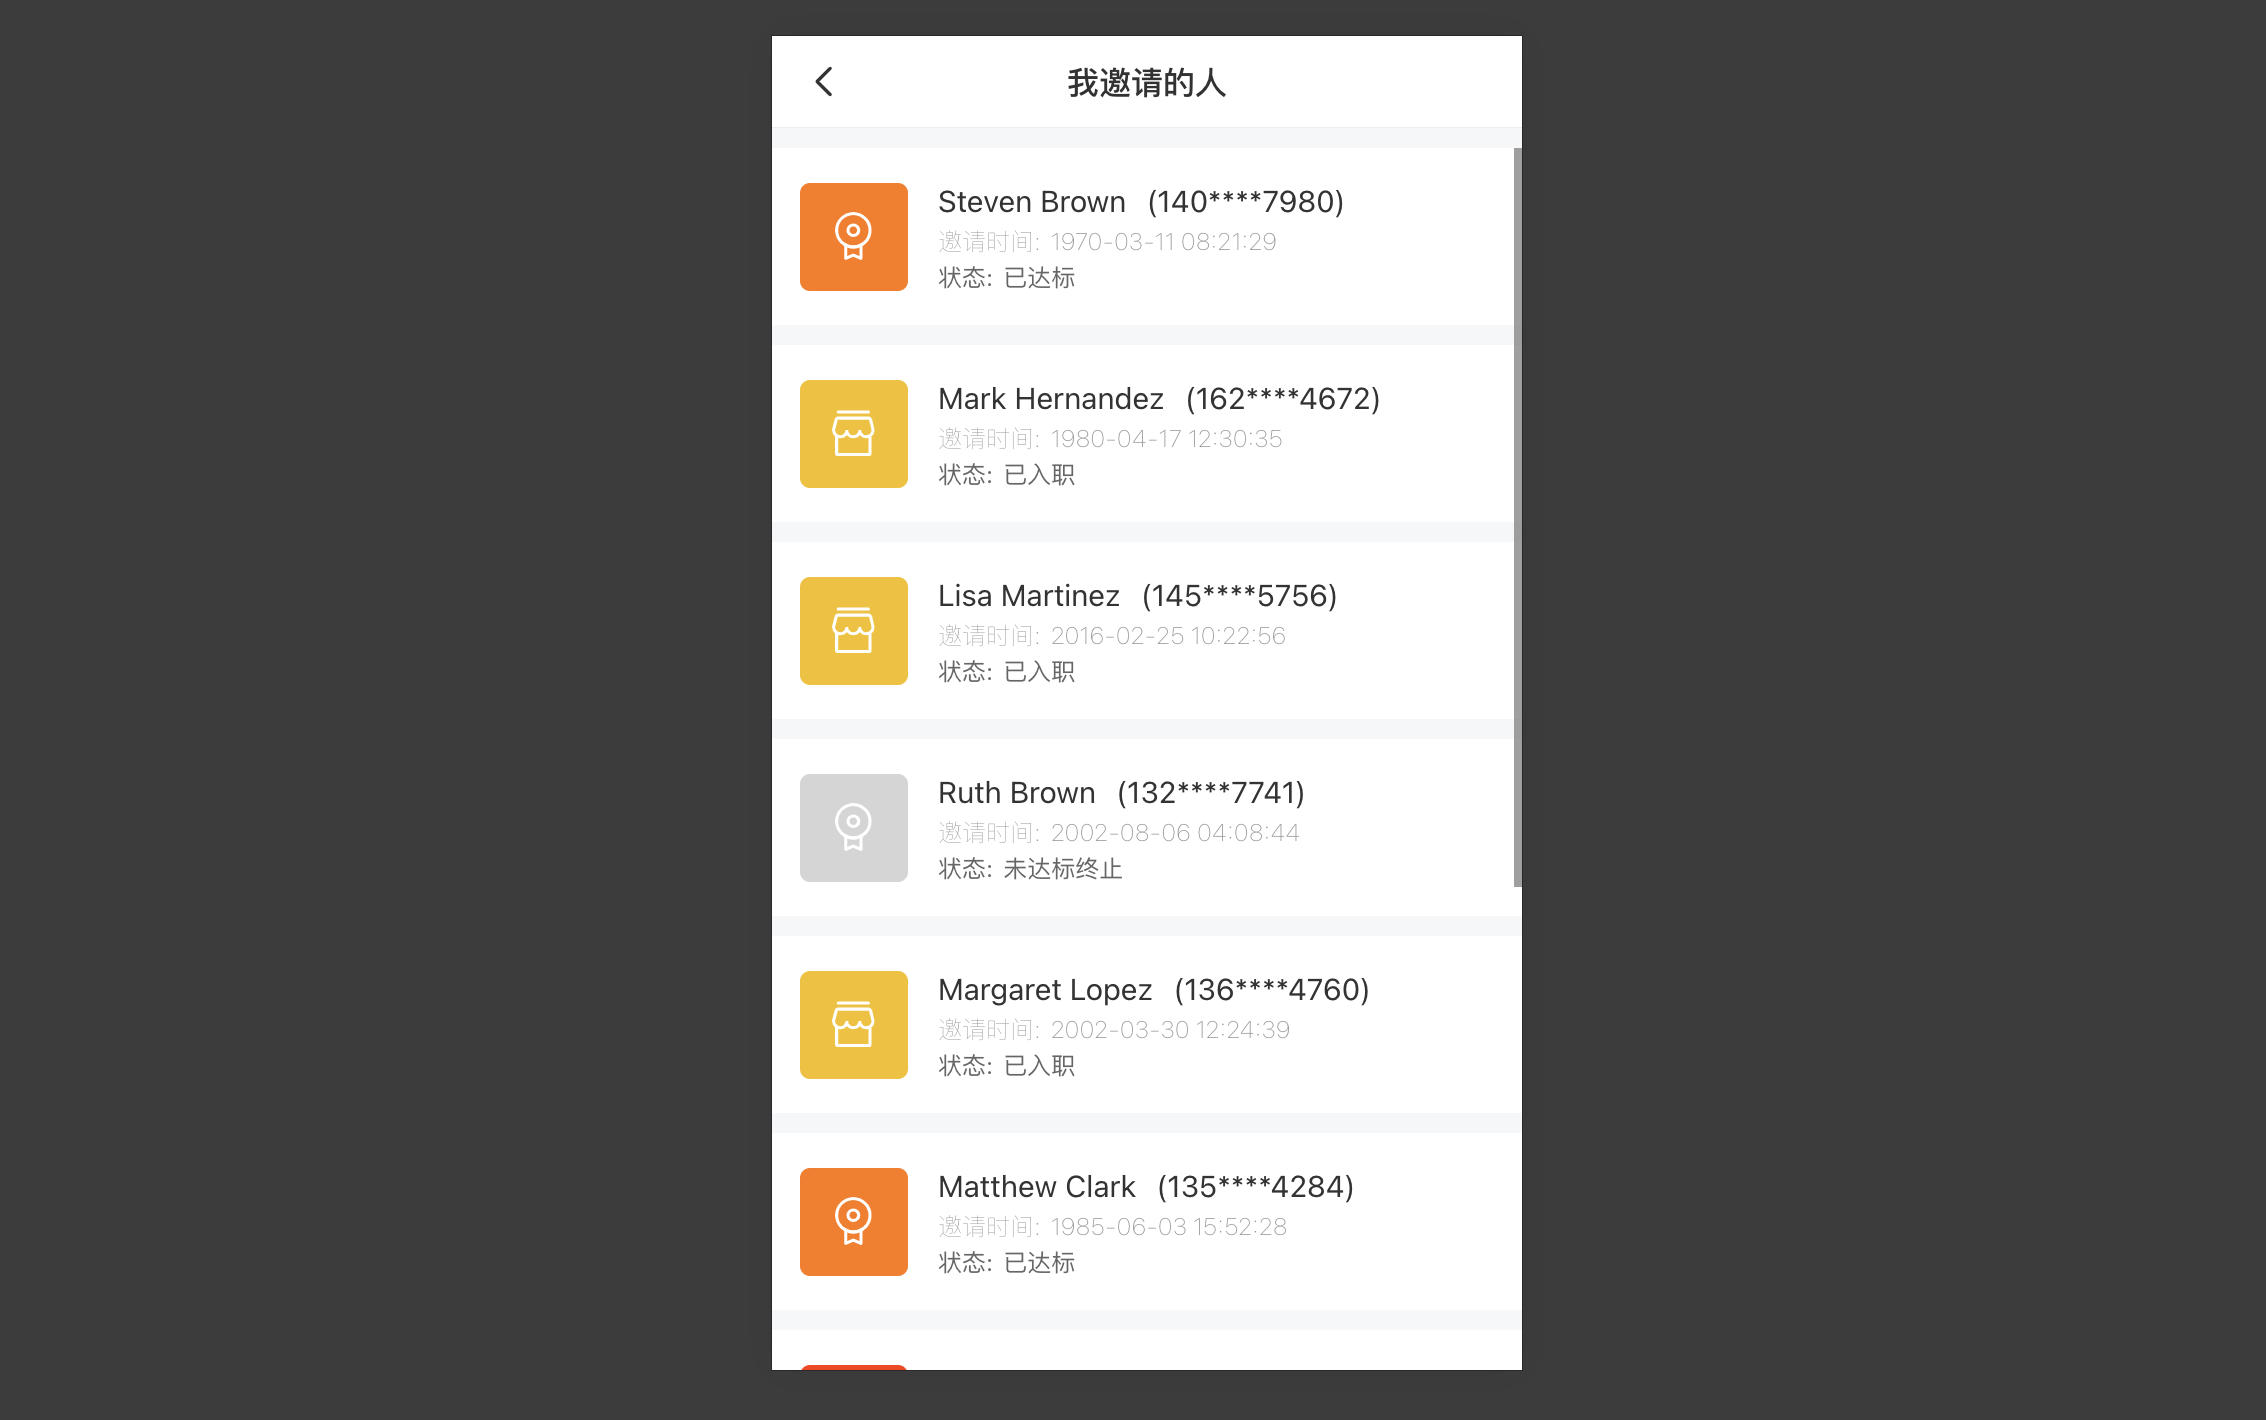 我邀请的人
Steven Brown (140****7980)
邀请时间: 1970-03-11 08:21:29
状态: 已达标
Mark Hernandez (162****4672)
邀请时间: 1980-04-17 12:30:35
状态: 已入职
Lisa Martinez (145****5756)
邀请时间: 2016-02-25 10:22:56
状态: 已入职
Ruth Brown (132****7741)
邀请时间: 2002-08-06 04:08:44
状态: 未达标终止
Margaret Lopez (136****4760)
邀请时间: 2002-03-30 12:24:39
状态: 已入职
Matthew Clark (135****4284)
邀请时间: 1985-06-03 15:52:28
状态: 已达标